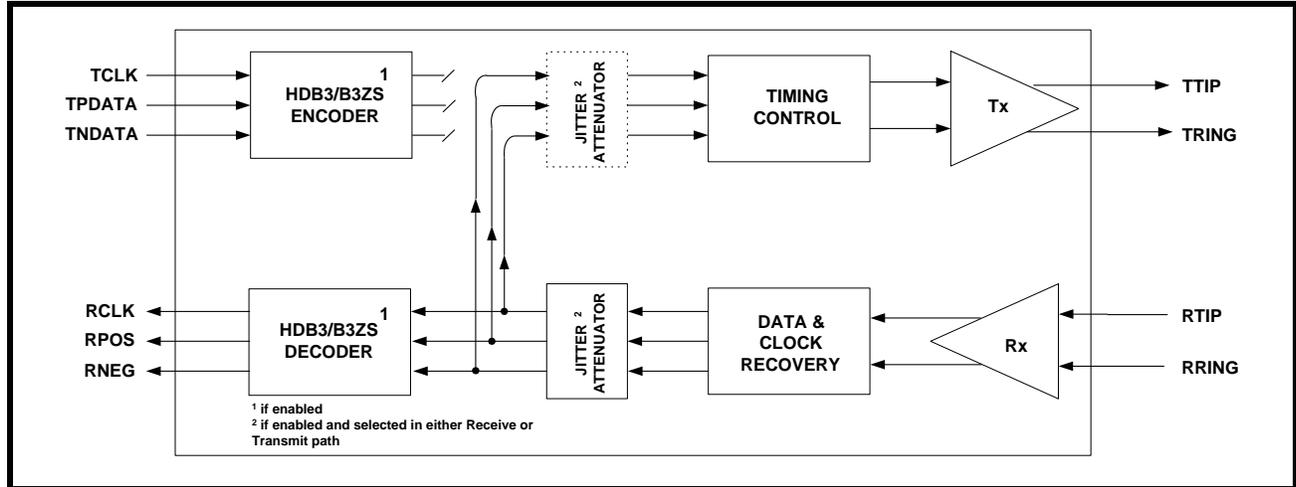 TCLK
TPDATA
TNDATA
1
HDB3/B3ZS
ENCODER
JITTER 2
ATTENUATOR
TIMING
CONTROL
Tx
TTIP
TRING
RCLK
RPOS
RNEG
1
HDB3/B3ZS
DECODER
JITTER 2
ATTENUATOR
DATA &
CLOCK
RECOVERY
Rx
RTIP
RRING
1 if enabled
2 if enabled and selected in either Receive or
Transmit path